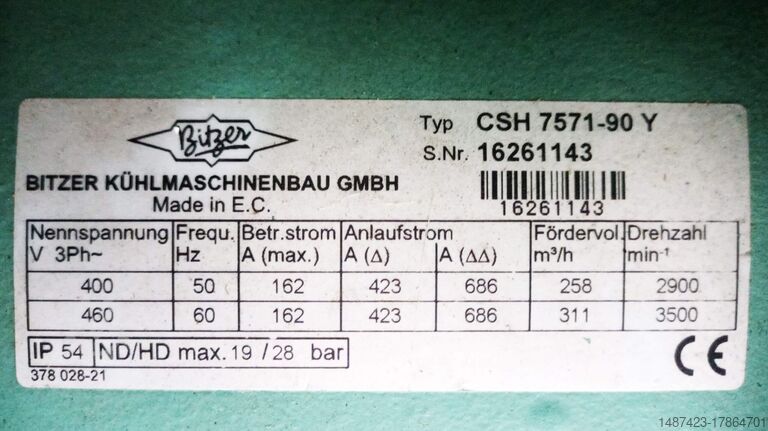 Bitzer
Typ CSH 7571-90 Y
S.Nr. 16261143
16261143
BITZER KÜHLMASCHINENBAU GMBH
Made in E.C.
Nennspannung Frequ. Betr.strom Anlaufstrom Fördervol. Drehzahl
V 3Ph~ Hz A (max.) A (Δ) A (ΔΔ) m³/h min-¹
400 50 162 423 686 258 2900
460 60 162 423 686 311 3500
IP 54 ND/HD max. 19 / 28 bar
CE
378 028-21
1487423-17864701